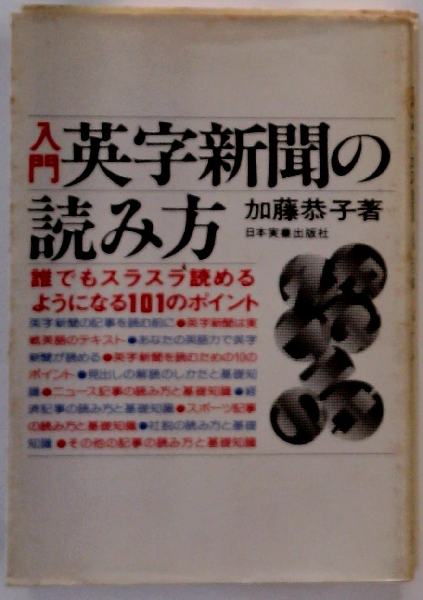 入門 英字新聞の
読み方 加藤恭子著
日本実業出版社
誰でもスラスラ読める
ようになる101のポイント
英字新聞の記事を読む前に●英字新聞は実
戦英語のテキスト●あなたの英語力で英字
新聞が読める●英字新聞を読むための10の
ポイント●見出しの解読のしかたと基礎知
識●ニュース記事の読み方と基礎知識●経
済記事の読み方と基礎知識●スポーツ記事
の読み方と基礎知識●社説の読み方と基礎
知識●その他の記事の読み方と基礎知識